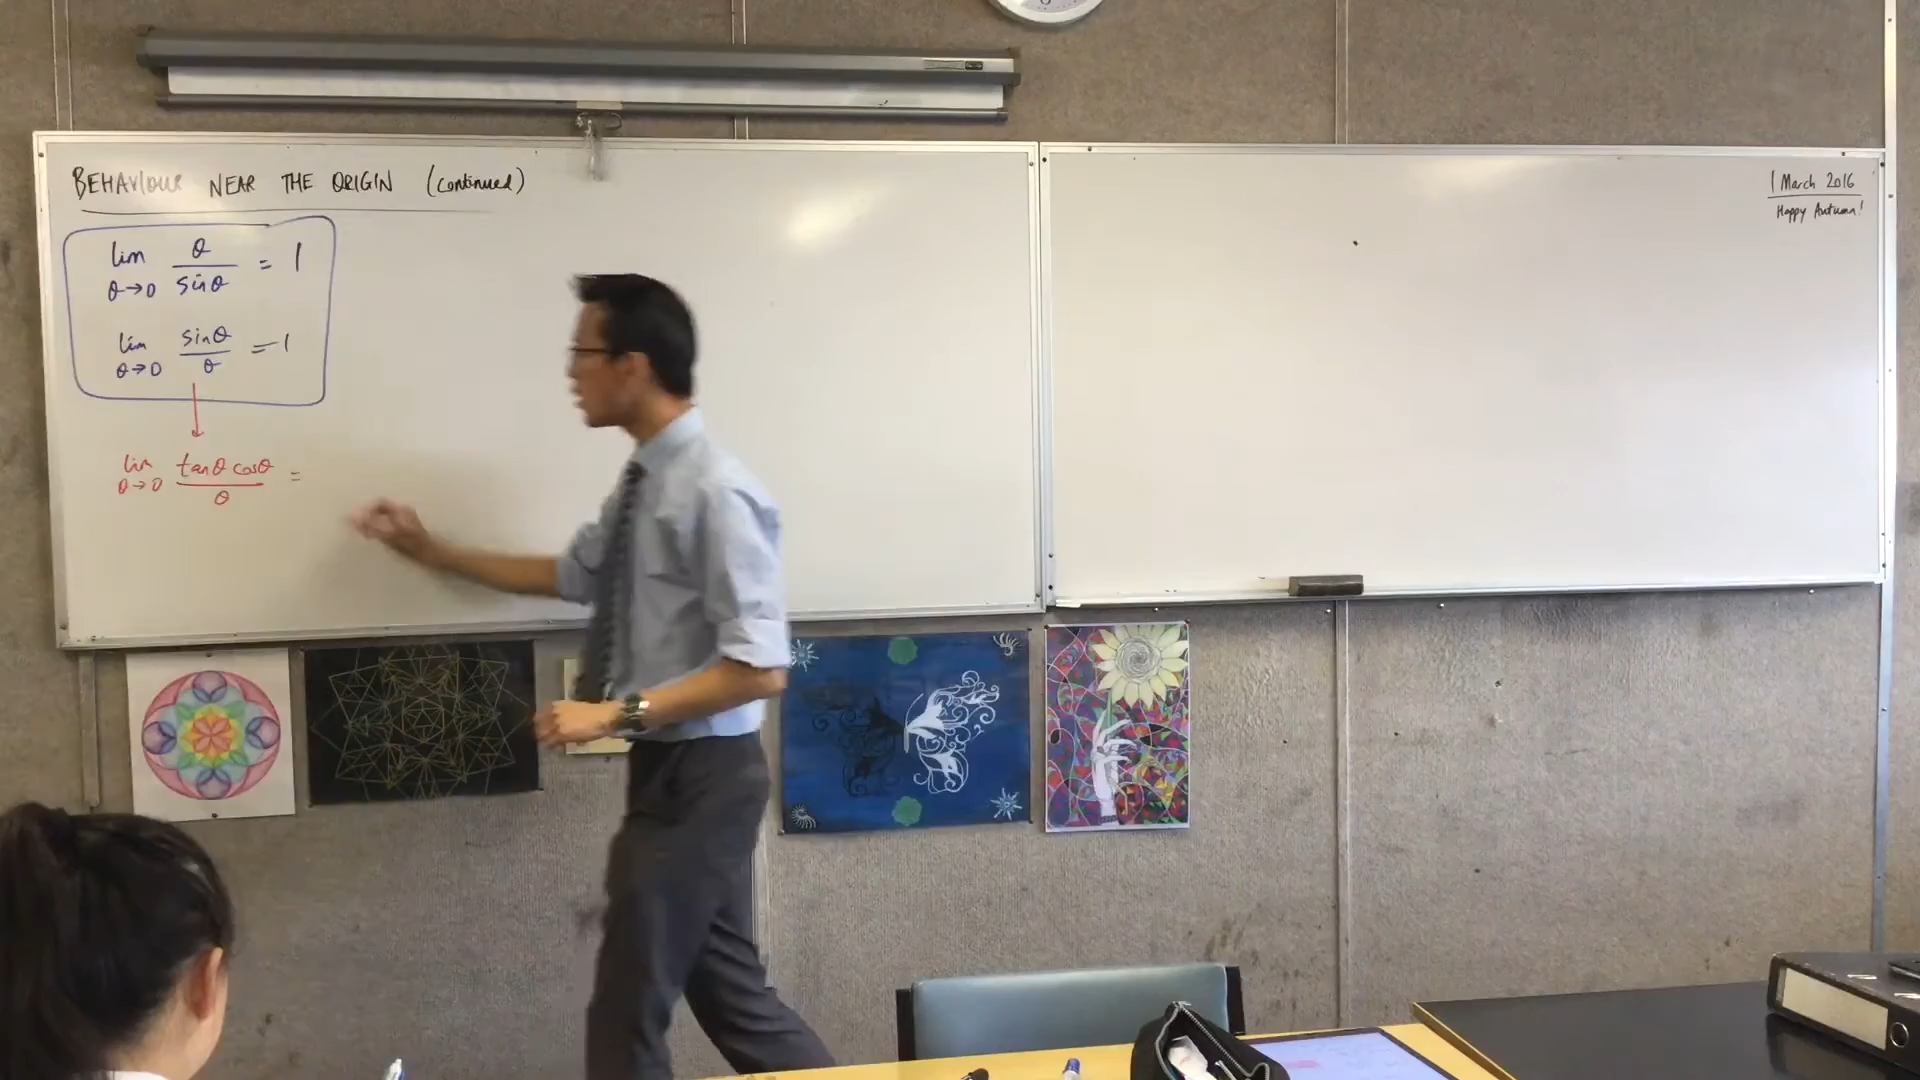 BEHAVIOUR NEAR THE ORIGIN (continued)
lim θ→0 θ/sinθ = 1
lim θ→0 sinθ/θ = 1
lim θ→0 tanθ cosθ/θ =
1 March 2016
Happy Autumn!